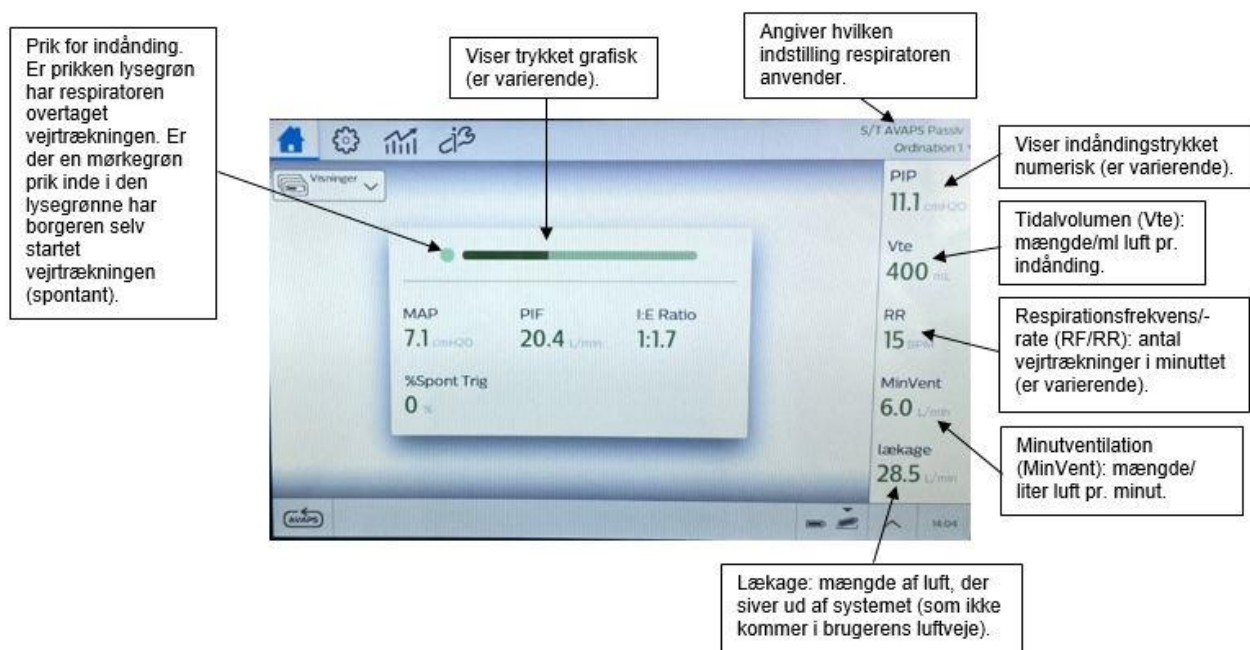 Prik for indånding.
Er prikken lysegrøn
har respiratoren
overtaget
vejrtrækningen. Er
der en mørkegrøn
prik inde i den
lysegrønne har
borgeren selv
startet
vejrtrækningen
(spontant).
Viser trykket grafisk
(er varierende).
Angiver hvilken
indstilling respiratoren
anvender.
S/T AVAPS Passiv
Ordination 1
Visninger
MAP PIF I:E Ratio
7.1 cmH2O 20.4 L/min 1:1.7
%Spont Trig
0 %
PIP
11.1 cmH2O
Vte
400 mL
RR
15 BPM
MinVent
6.0 L/min
lækage
28.5 L/min
AVAPS
14:04
Viser indåndingstrykket
numerisk (er varierende).
Tidalvolumen (Vte):
mængde/ml luft pr.
indånding.
Respirationsfrekvens/-
rate (RF/RR): antal
vejrtrækninger i minuttet
(er varierende).
Minutventilation
(MinVent): mængde/
liter luft pr. minut.
Lækage: mængde af luft, der
siver ud af systemet (som ikke
kommer i brugerens luftveje).